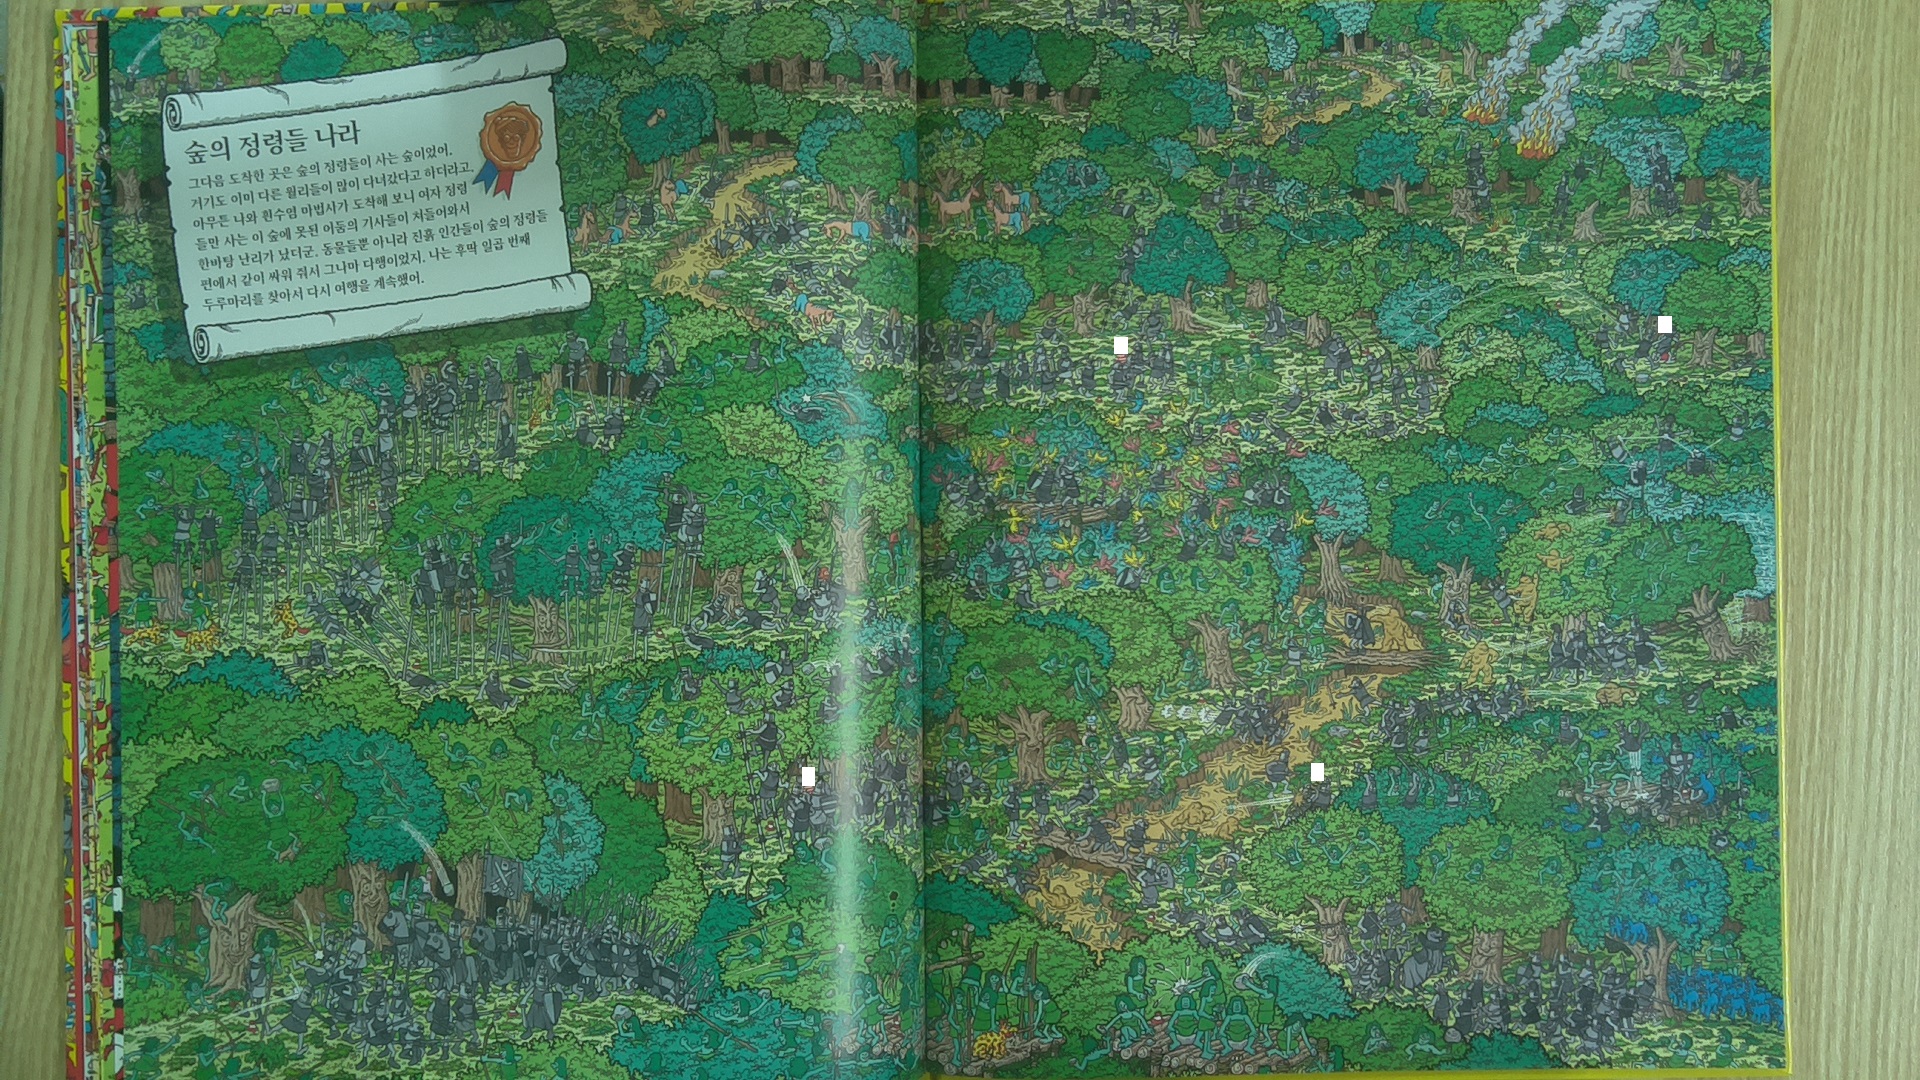 숲의 정령들 나라
그다음 도착한 곳은 숲의 정령들이 사는 숲이었어.
거기도 이미 다른 월리들이 많이 다녀갔다고 하더라고.
아무튼 나와 흰수염 마법사가 도착해 보니 여자 정령
들만 사는 이 숲에 못된 어둠의 기사들이 쳐들어와서
한바탕 난리가 났더군. 동물들뿐 아니라 진흙 인간들이 숲의 정령들
편에서 같이 싸워 줘서 그나마 다행이었지. 나는 후딱 일곱 번째
두루마리를 찾아서 다시 여행을 계속했어.